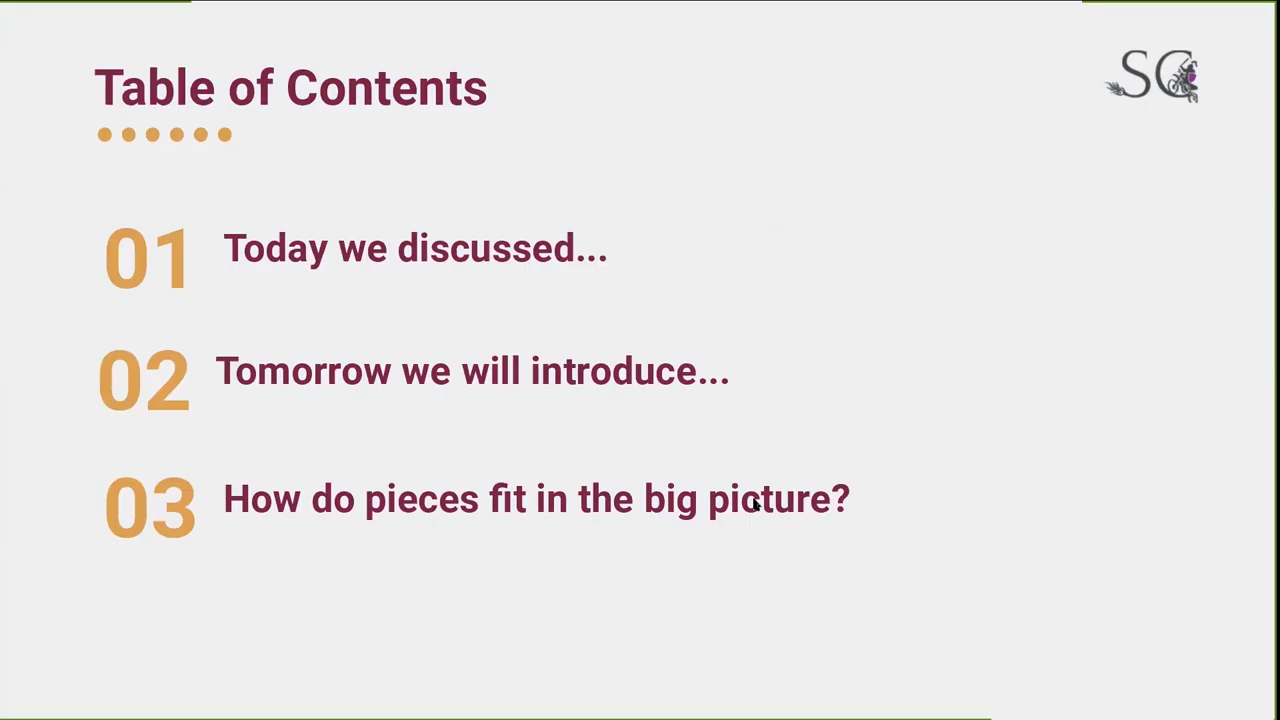 Table of Contents
SC
01 Today we discussed...
02 Tomorrow we will introduce...
03 How do pieces fit in the big picture?